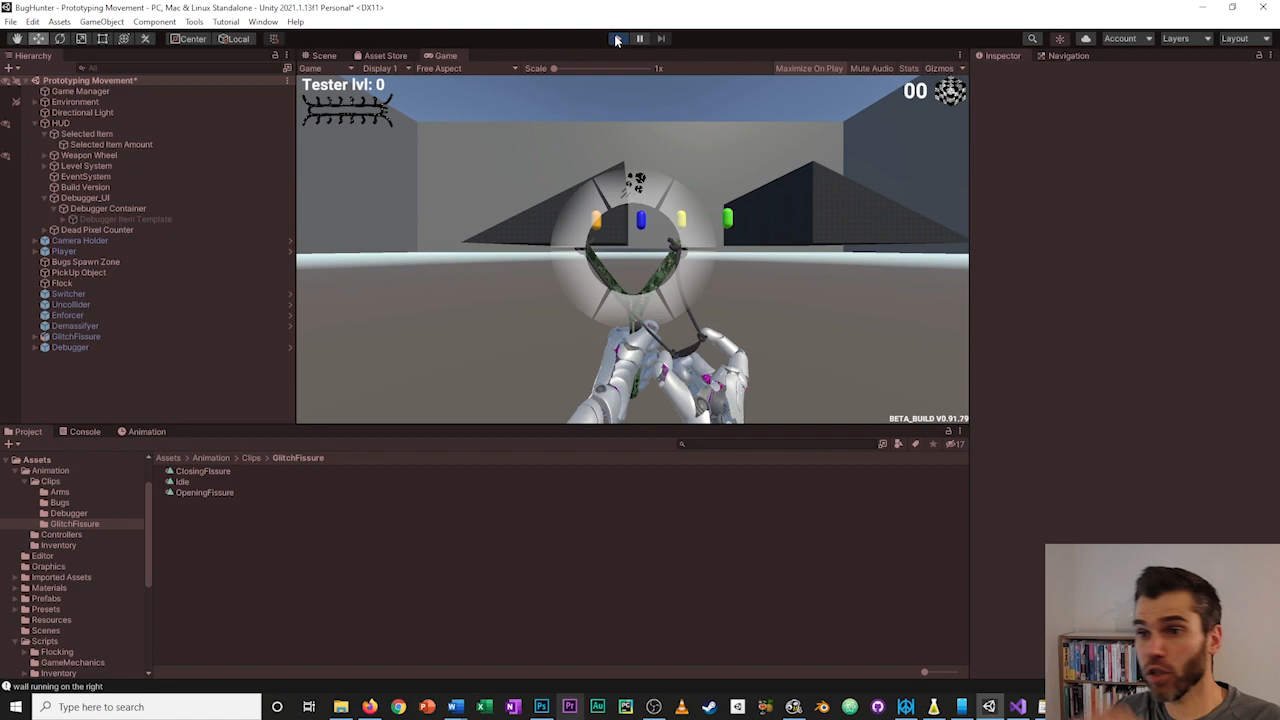 BugHunter - Prototyping Movement - PC, Mac & Linux Standalone - Unity 2021.1.13f1 Personal* <DX11>
File Edit Assets GameObject Component Tools Tutorial Window Help
Center Local Account Layers Layout
Hierarchy Scene Asset Store Game Inspector Navigation
All Game Display 1 Free Aspect Scale 1x Maximize On Play Mute Audio Stats Gizmos
Prototyping Movement*
Game Manager
Environment
Directional Light
HUD
Selected Item
Selected Item Amount
Weapon Wheel
Level System
EventSystem
Build Version
Debugger_UI
Debugger Container
Debugger Item Template
Dead Pixel Counter
Camera Holder
Player
Bugs Spawn Zone
PickUp Object
Flock
Switcher
Uncollider
Enforcer
Demassifyer
GlitchFissure
Debugger
Tester lvl: 0
00
BETA_BUILD V0.91.79
Project Console Animation
17
Assets
Animation
Clips
Arms
Bugs
Debugger
GlitchFissure
Controllers
Inventory
Editor
Graphics
Imported Assets
Materials
Prefabs
Presets
Resources
Scenes
Scripts
Flocking
GameMechanics
Inventory
Assets > Animation > Clips > GlitchFissure
ClosingFIssure
Idle
OpeningFissure
wall running on the right
Type here to search